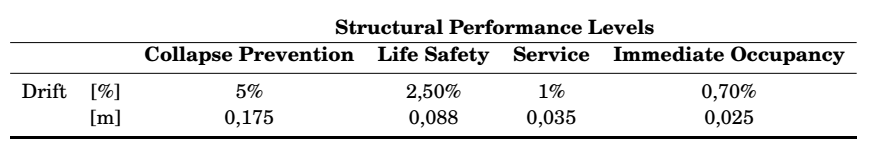 Structural Performance Levels
Collapse Prevention Life Safety Service Immediate Occupancy
Drift [%] 5% 2,50% 1% 0,70%
[m] 0,175 0,088 0,035 0,025